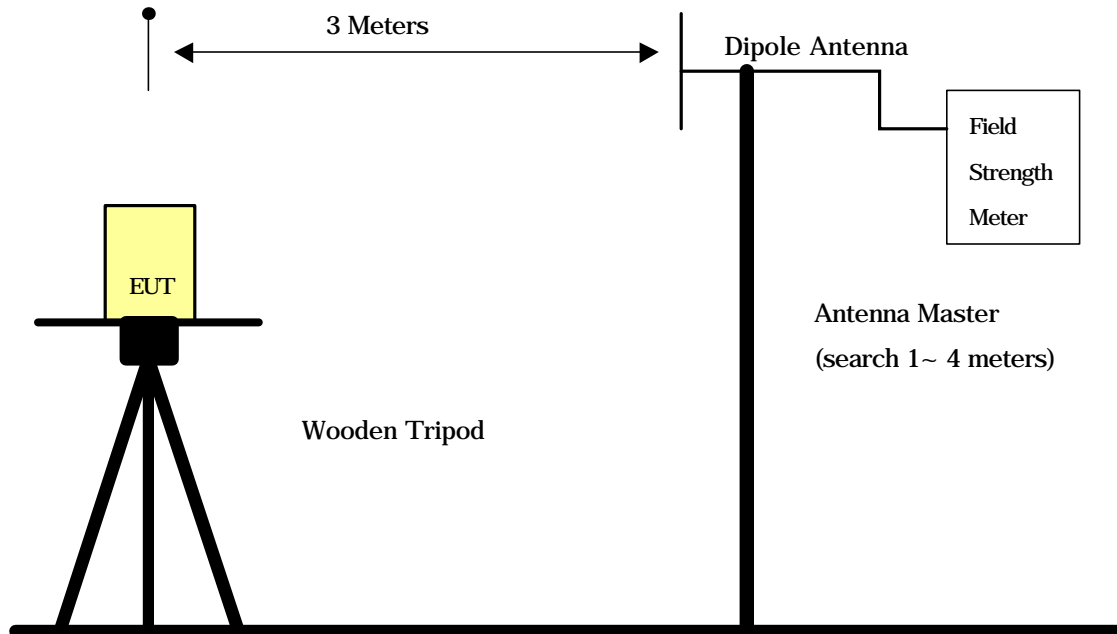 3 Meters
Dipole Antenna
Field
Strength
Meter
EUT
Antenna Master
(search 1~ 4 meters)
Wooden Tripod